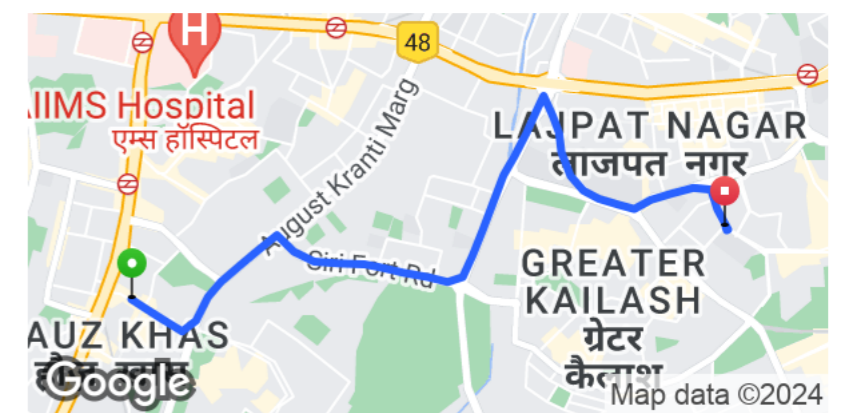 H
48
IIMS Hospital
एम्स हॉस्पिटल
August Kranti Marg
LAJPAT NAGAR
लाजपत नगर
Siri Fort Rd
GREATER
KAILASH
ग्रेटर
कैलाश
AUZ KHAS
Google
Map data ©2024